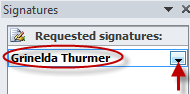 Signatures
Requested signatures:
Grinelda Thurmer